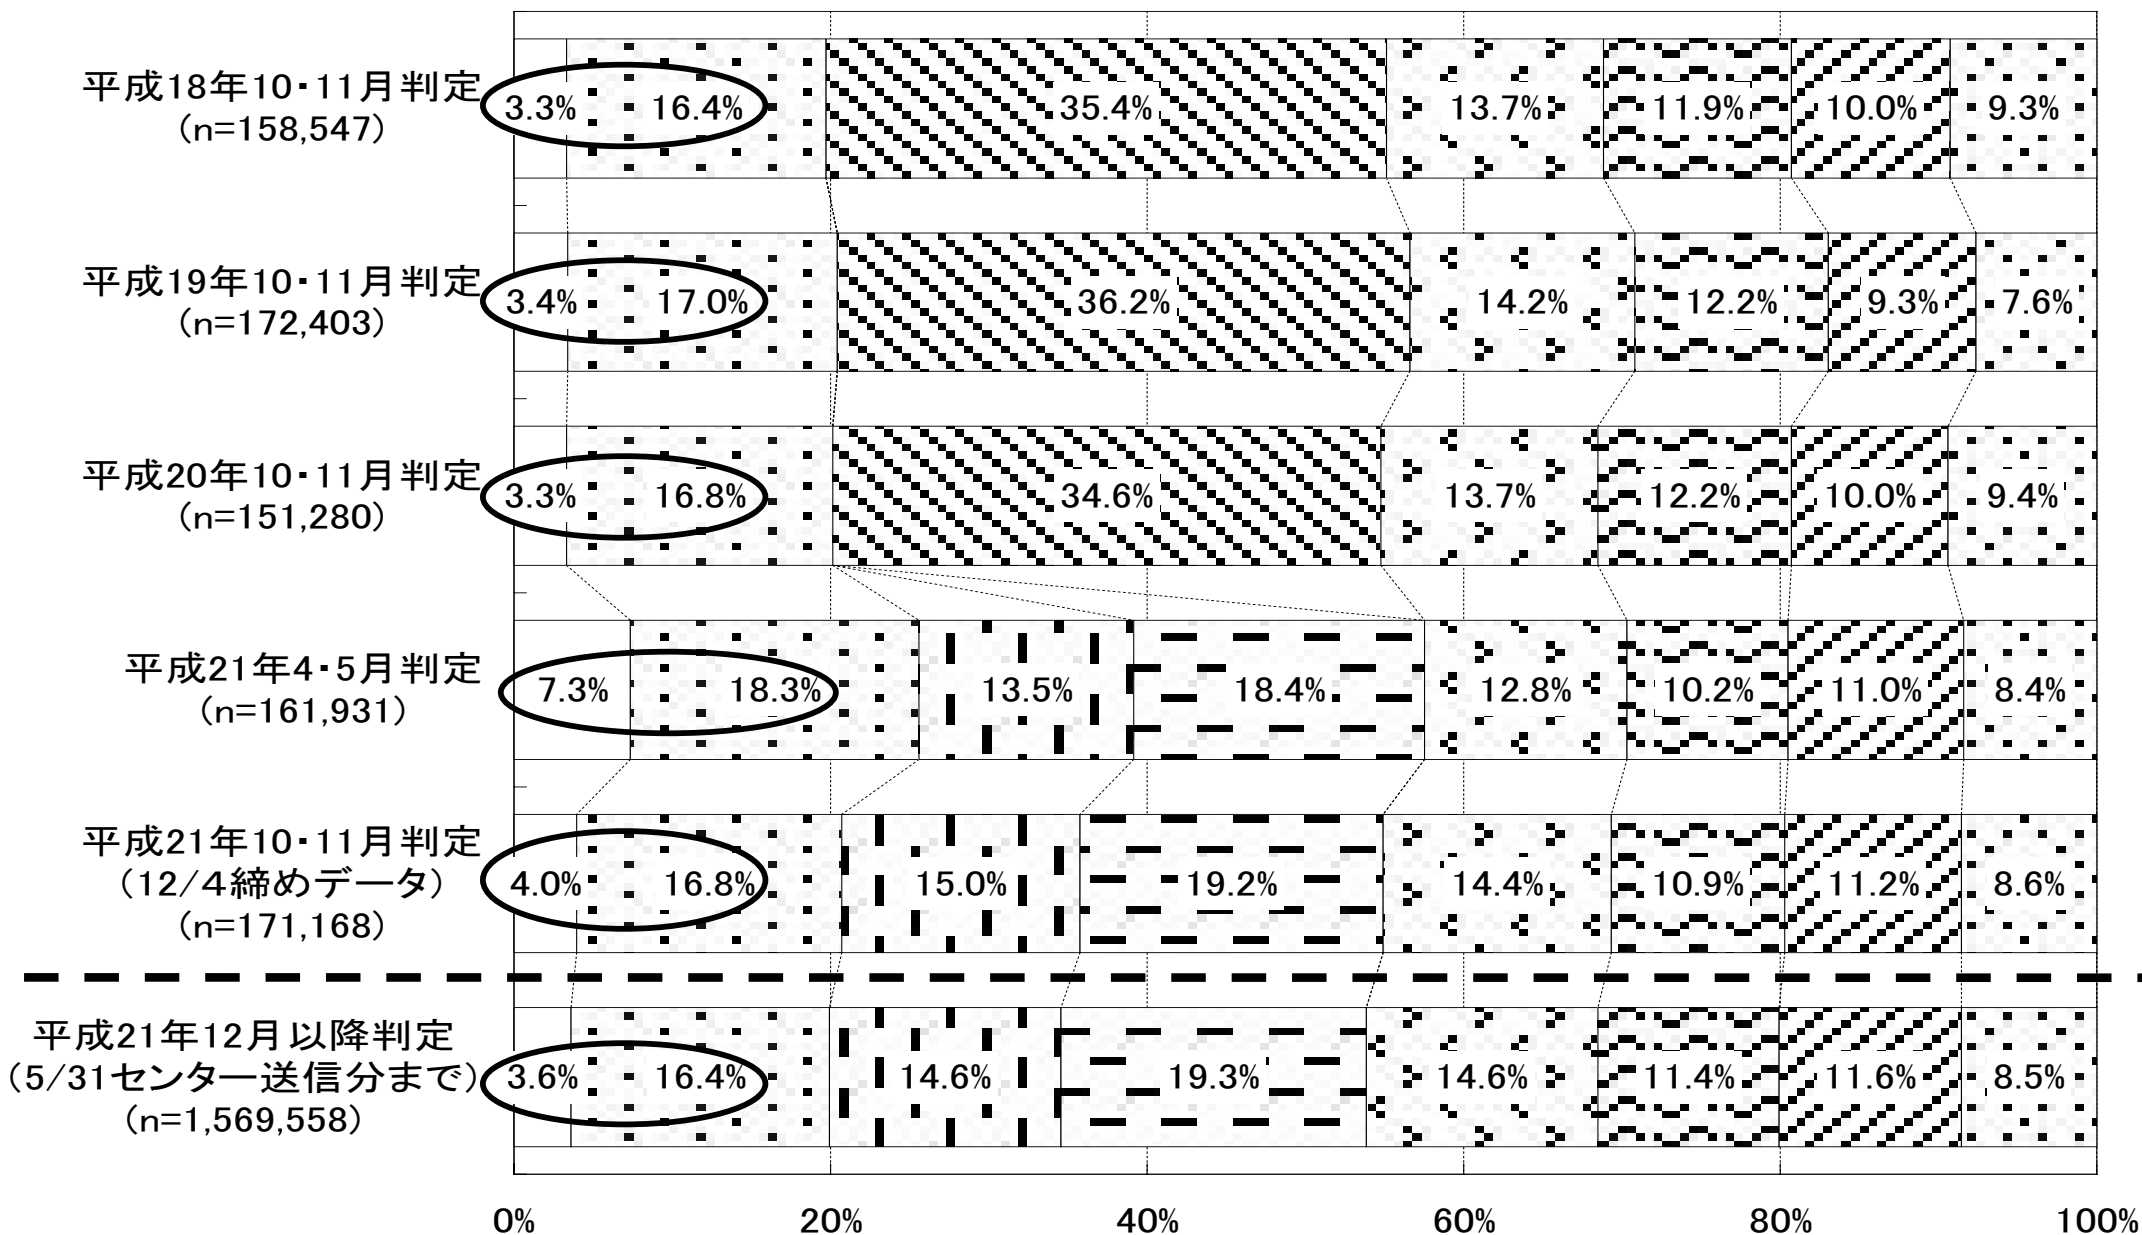 平成18年10・11月判定
(n=158,547)
3.3% 16.4% 35.4% 13.7% 11.9% 10.0% 9.3%
平成19年10・11月判定
(n=172,403)
3.4% 17.0% 36.2% 14.2% 12.2% 9.3% 7.6%
平成20年10・11月判定
(n=151,280)
3.3% 16.8% 34.6% 13.7% 12.2% 10.0% 9.4%
平成21年4・5月判定
(n=161,931)
7.3% 18.3% 13.5% 18.4% 12.8% 10.2% 11.0% 8.4%
平成21年10・11月判定
(12/4締めデータ)
(n=171,168)
4.0% 16.8% 15.0% 19.2% 14.4% 10.9% 11.2% 8.6%
平成21年12月以降判定
(5/31センター送信分まで)
(n=1,569,558)
3.6% 16.4% 14.6% 19.3% 14.6% 11.4% 11.6% 8.5%
0% 20% 40% 60% 80% 100%